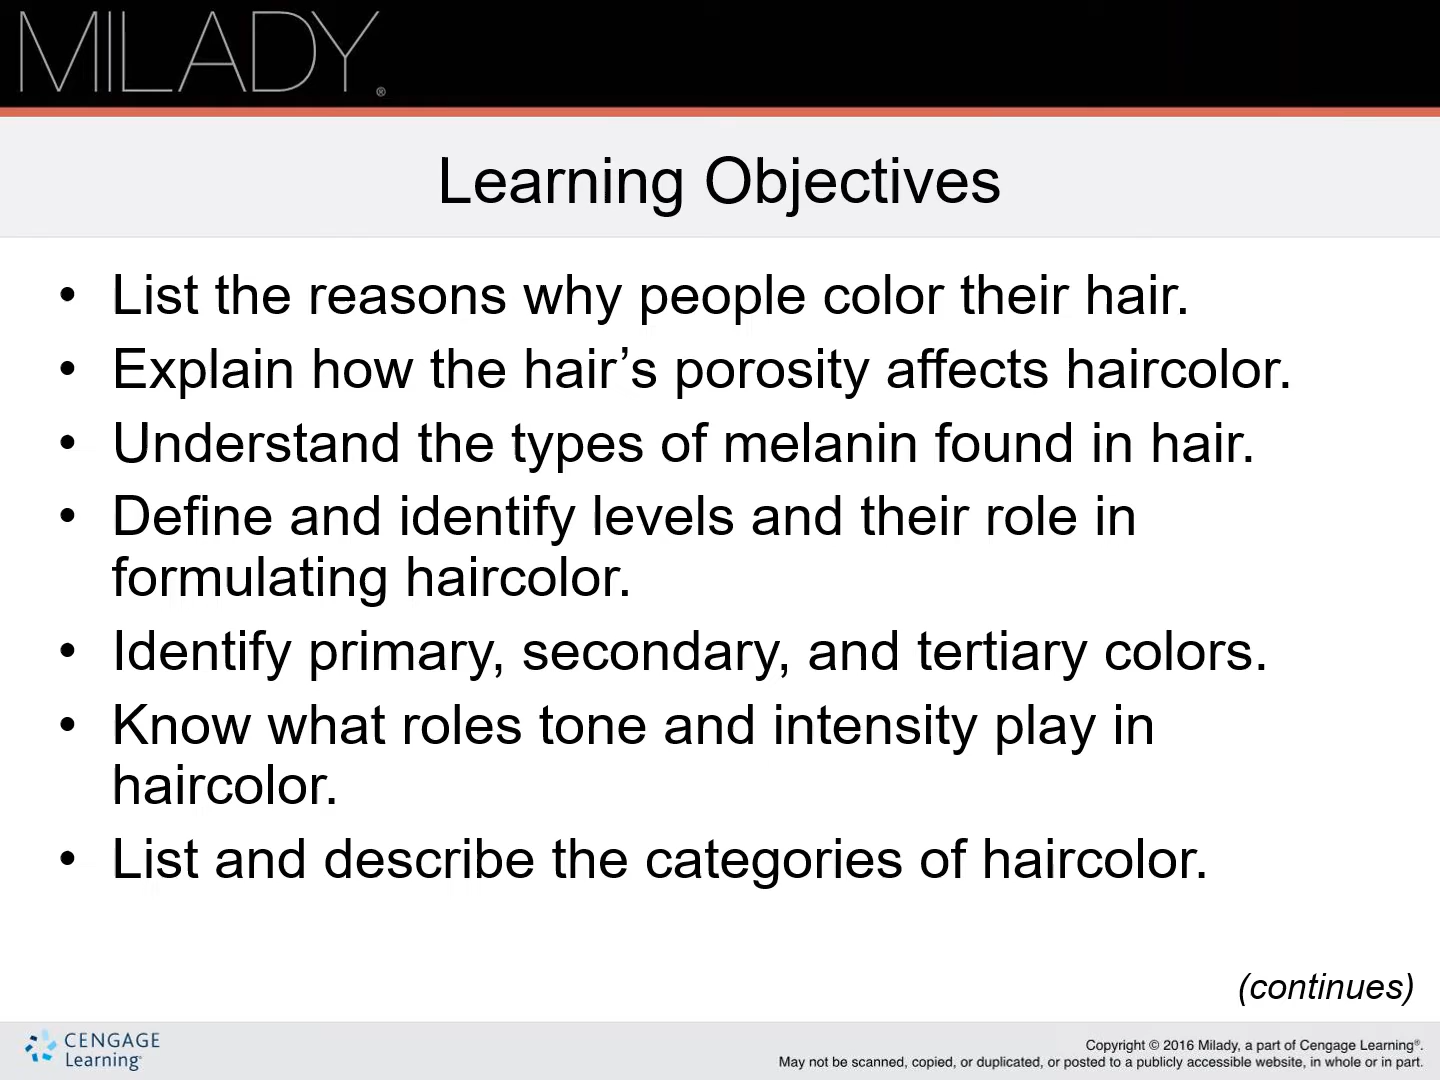 MILADY®
Learning Objectives
• List the reasons why people color their hair.
• Explain how the hair’s porosity affects haircolor.
• Understand the types of melanin found in hair.
• Define and identify levels and their role in
formulating haircolor.
• Identify primary, secondary, and tertiary colors.
• Know what roles tone and intensity play in
haircolor.
• List and describe the categories of haircolor.
(continues)
CENGAGE
Learning
Copyright © 2016 Milady, a part of Cengage Learning®.
May not be scanned, copied, or duplicated, or posted to a publicly accessible website, in whole or in part.